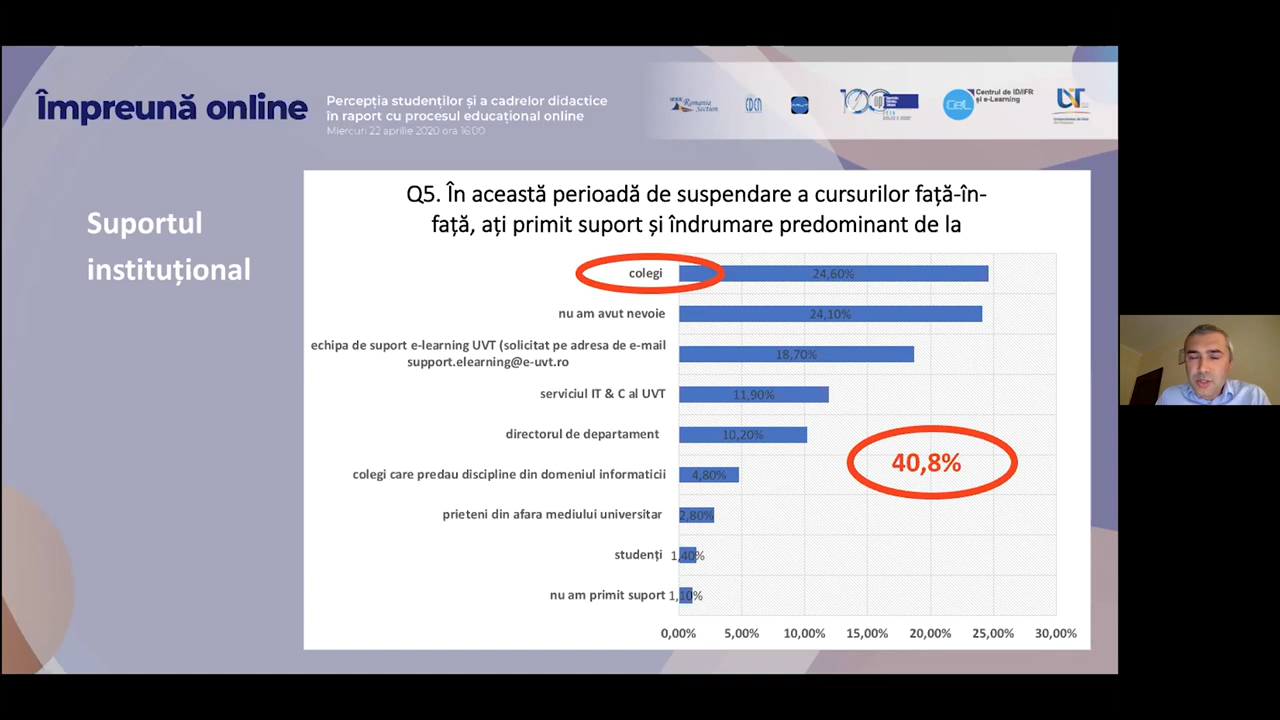 Împreună online
Percepția studenților și a cadrelor didactice
în raport cu procesul educațional online
Miercuri 22 aprilie 2020 ora 16:00
Romania
Section
100
Centrul de ID/IFR
și e-Learning
UVT
Suportul
instituțional
Q5. În această perioadă de suspendare a cursurilor față-în-
față, ați primit suport și îndrumare predominant de la
colegi
24,60%
nu am avut nevoie
24,10%
echipa de suport e-learning UVT (solicitat pe adresa de e-mail
support.elearning@e-uvt.ro
18,70%
serviciul IT & C al UVT
11,90%
directorul de departament
10,20%
40,8%
colegi care predau discipline din domeniul informaticii
4,80%
prieteni din afara mediului universitar
2,80%
studenți
1,40%
nu am primit suport
1,10%
0,00% 5,00% 10,00% 15,00% 20,00% 25,00% 30,00%